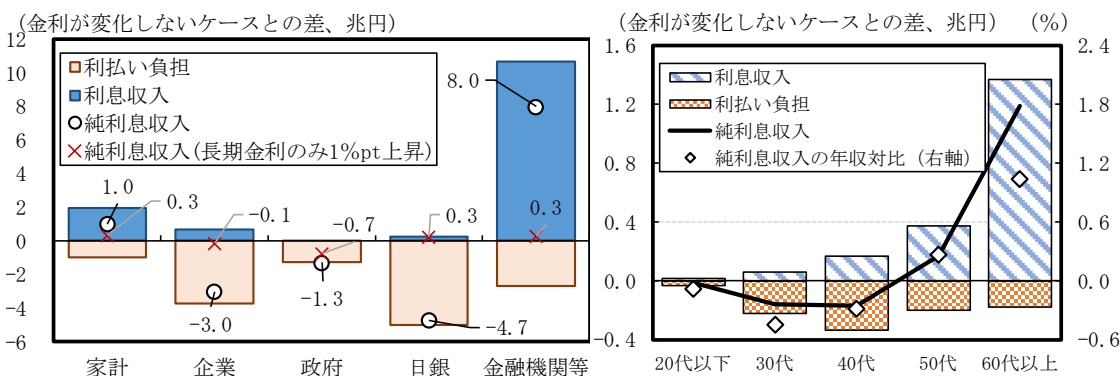 （金利が変化しないケースとの差、兆円）
12
10
8
6
4
2
0
−2
−4
−6
利払い負担
利息収入
純利息収入
純利息収入(長期金利のみ1%pt上昇)
1.0
0.3
−0.1
−3.0
−0.7
−1.3
0.3
−4.7
8.0
0.3
家計
企業
政府
日銀
金融機関等
（金利が変化しないケースとの差、兆円）
（%）
1.6
1.2
0.8
0.4
0.0
−0.4
利息収入
利払い負担
純利息収入
純利息収入の年収対比（右軸）
2.4
1.8
1.2
0.6
0.0
−0.6
20代以下
30代
40代
50代
60代以上